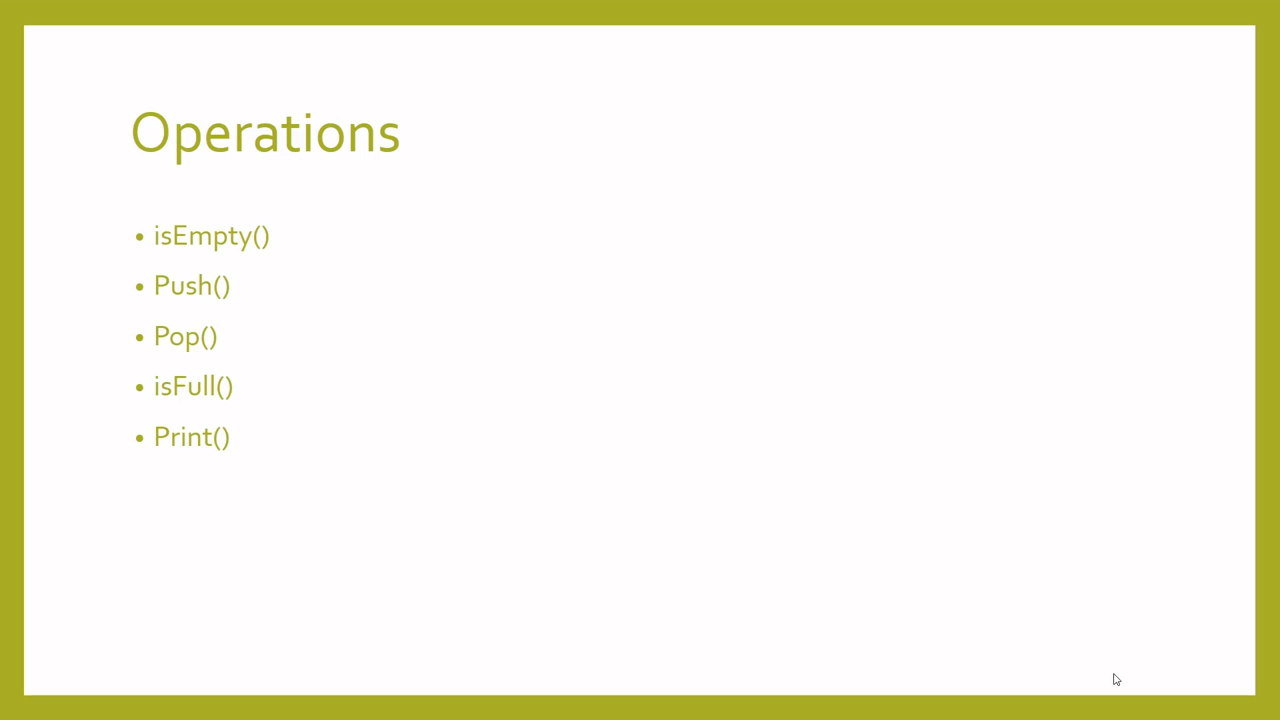 Operations
• isEmpty()
• Push()
• Pop()
• isFull()
• Print()